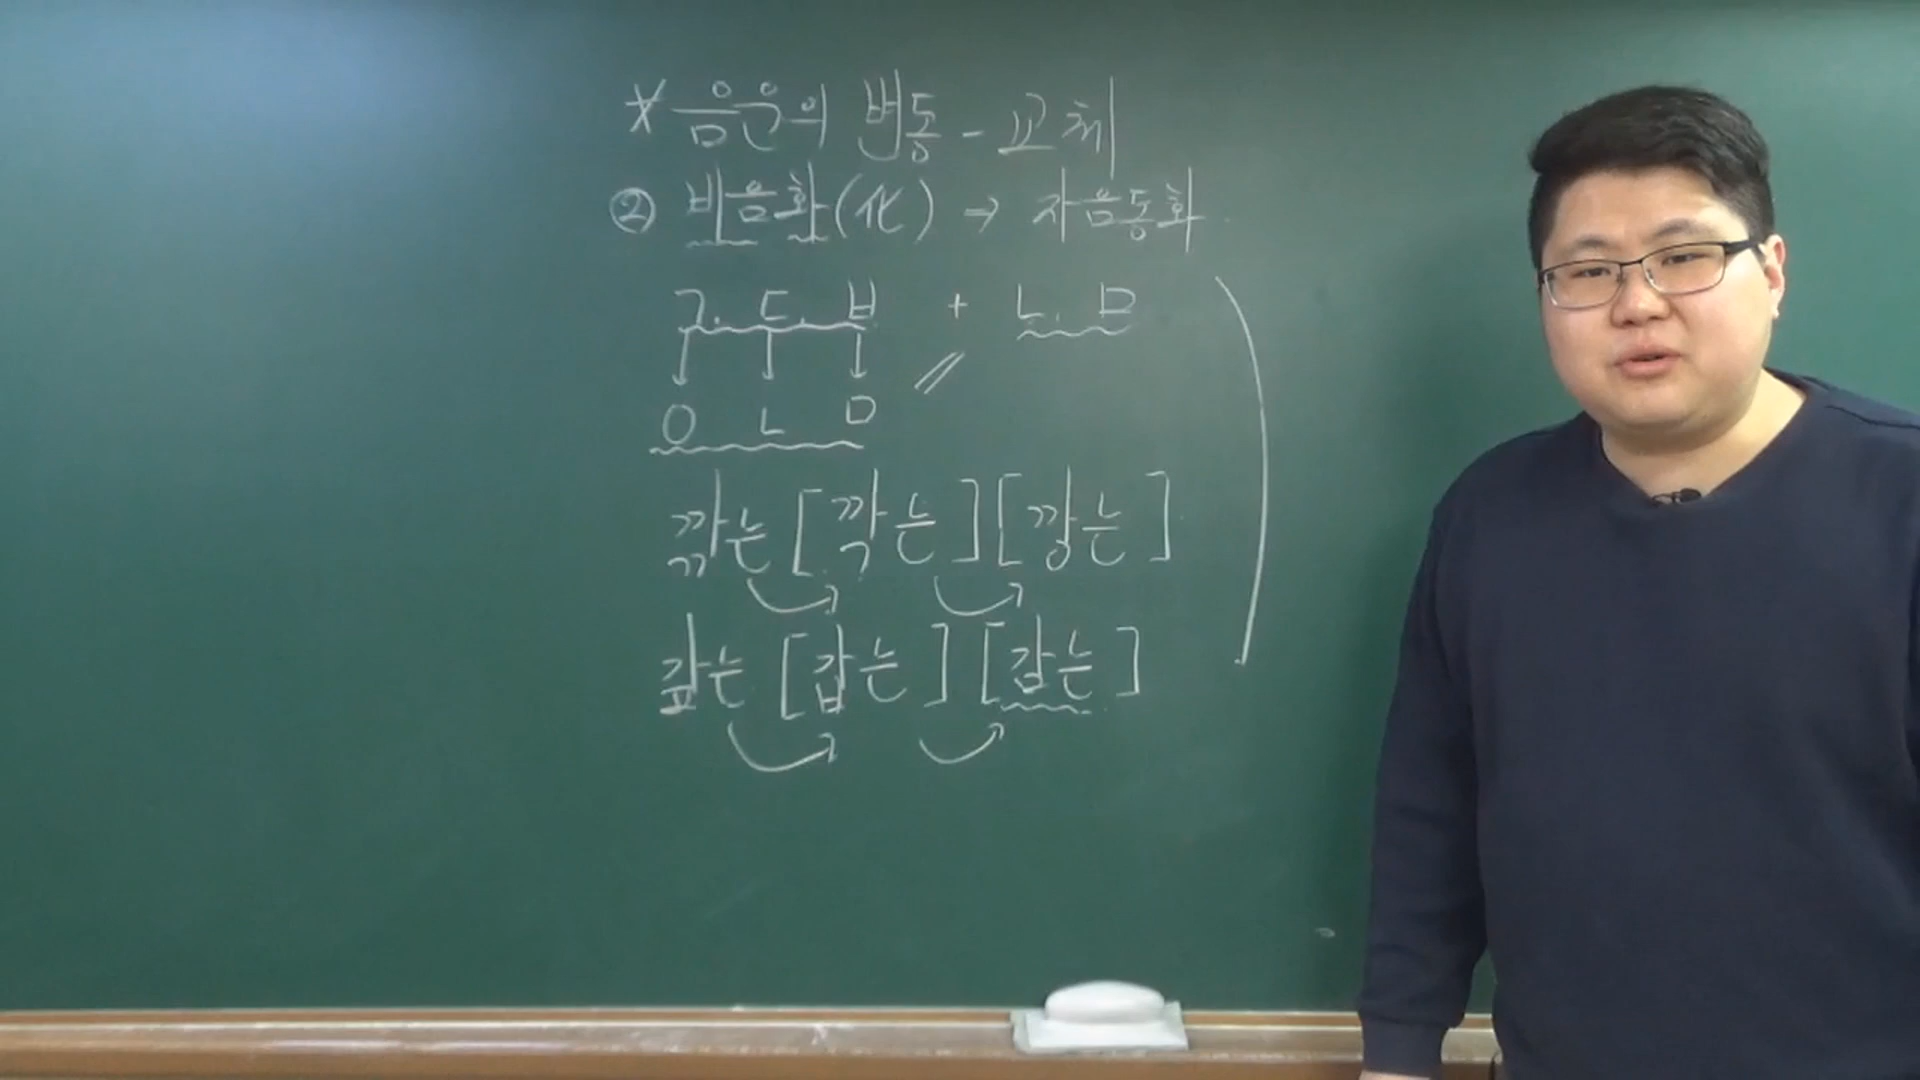 * 음운의 변동 - 교체
② 비음화(化) → 자음동화
ㄱ. ㄷ. ㅂ + ㄴ. ㅁ
↓ ↓ ↓ //
ㅇ ㄴ ㅁ
깎는 [깍는] [깡는]
갚는 [갑는] [감는]